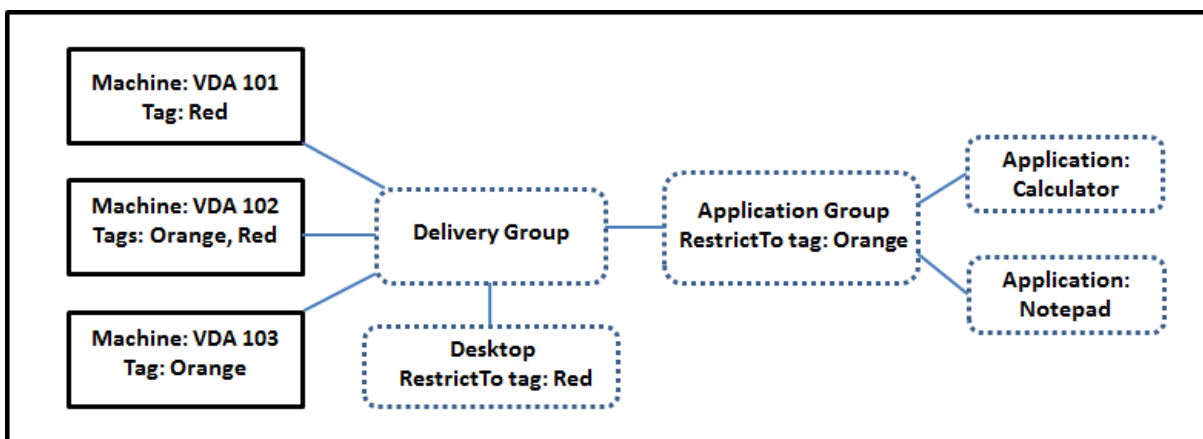 Machine: VDA 101
Tag: Red
Machine: VDA 102
Tags: Orange, Red
Machine: VDA 103
Tag: Orange
Delivery Group
Desktop
RestrictTo tag: Red
Application Group
RestrictTo tag: Orange
Application:
Calculator
Application:
Notepad